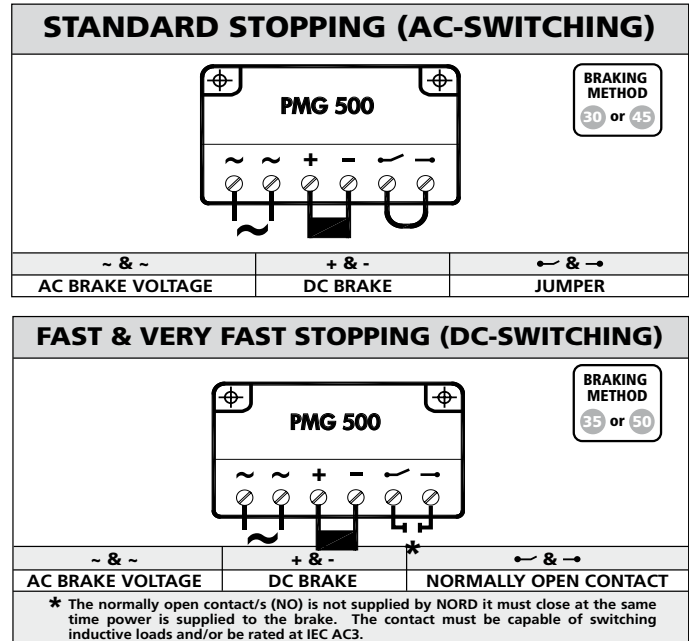 STANDARD STOPPING (AC-SWITCHING)
BRAKING
METHOD
30 or 45
PMG 500
~ ~ + -
~
~ & ~ + & - &
AC BRAKE VOLTAGE DC BRAKE JUMPER
FAST & VERY FAST STOPPING (DC-SWITCHING)
BRAKING
METHOD
35 or 50
PMG 500
~ ~ + -
~ *
~ & ~ + & - &
AC BRAKE VOLTAGE DC BRAKE NORMALLY OPEN CONTACT
* The normally open contact/s (NO) is not supplied by NORD it must close at the same
time power is supplied to the brake. The contact must be capable of switching
inductive loads and/or be rated at IEC AC3.